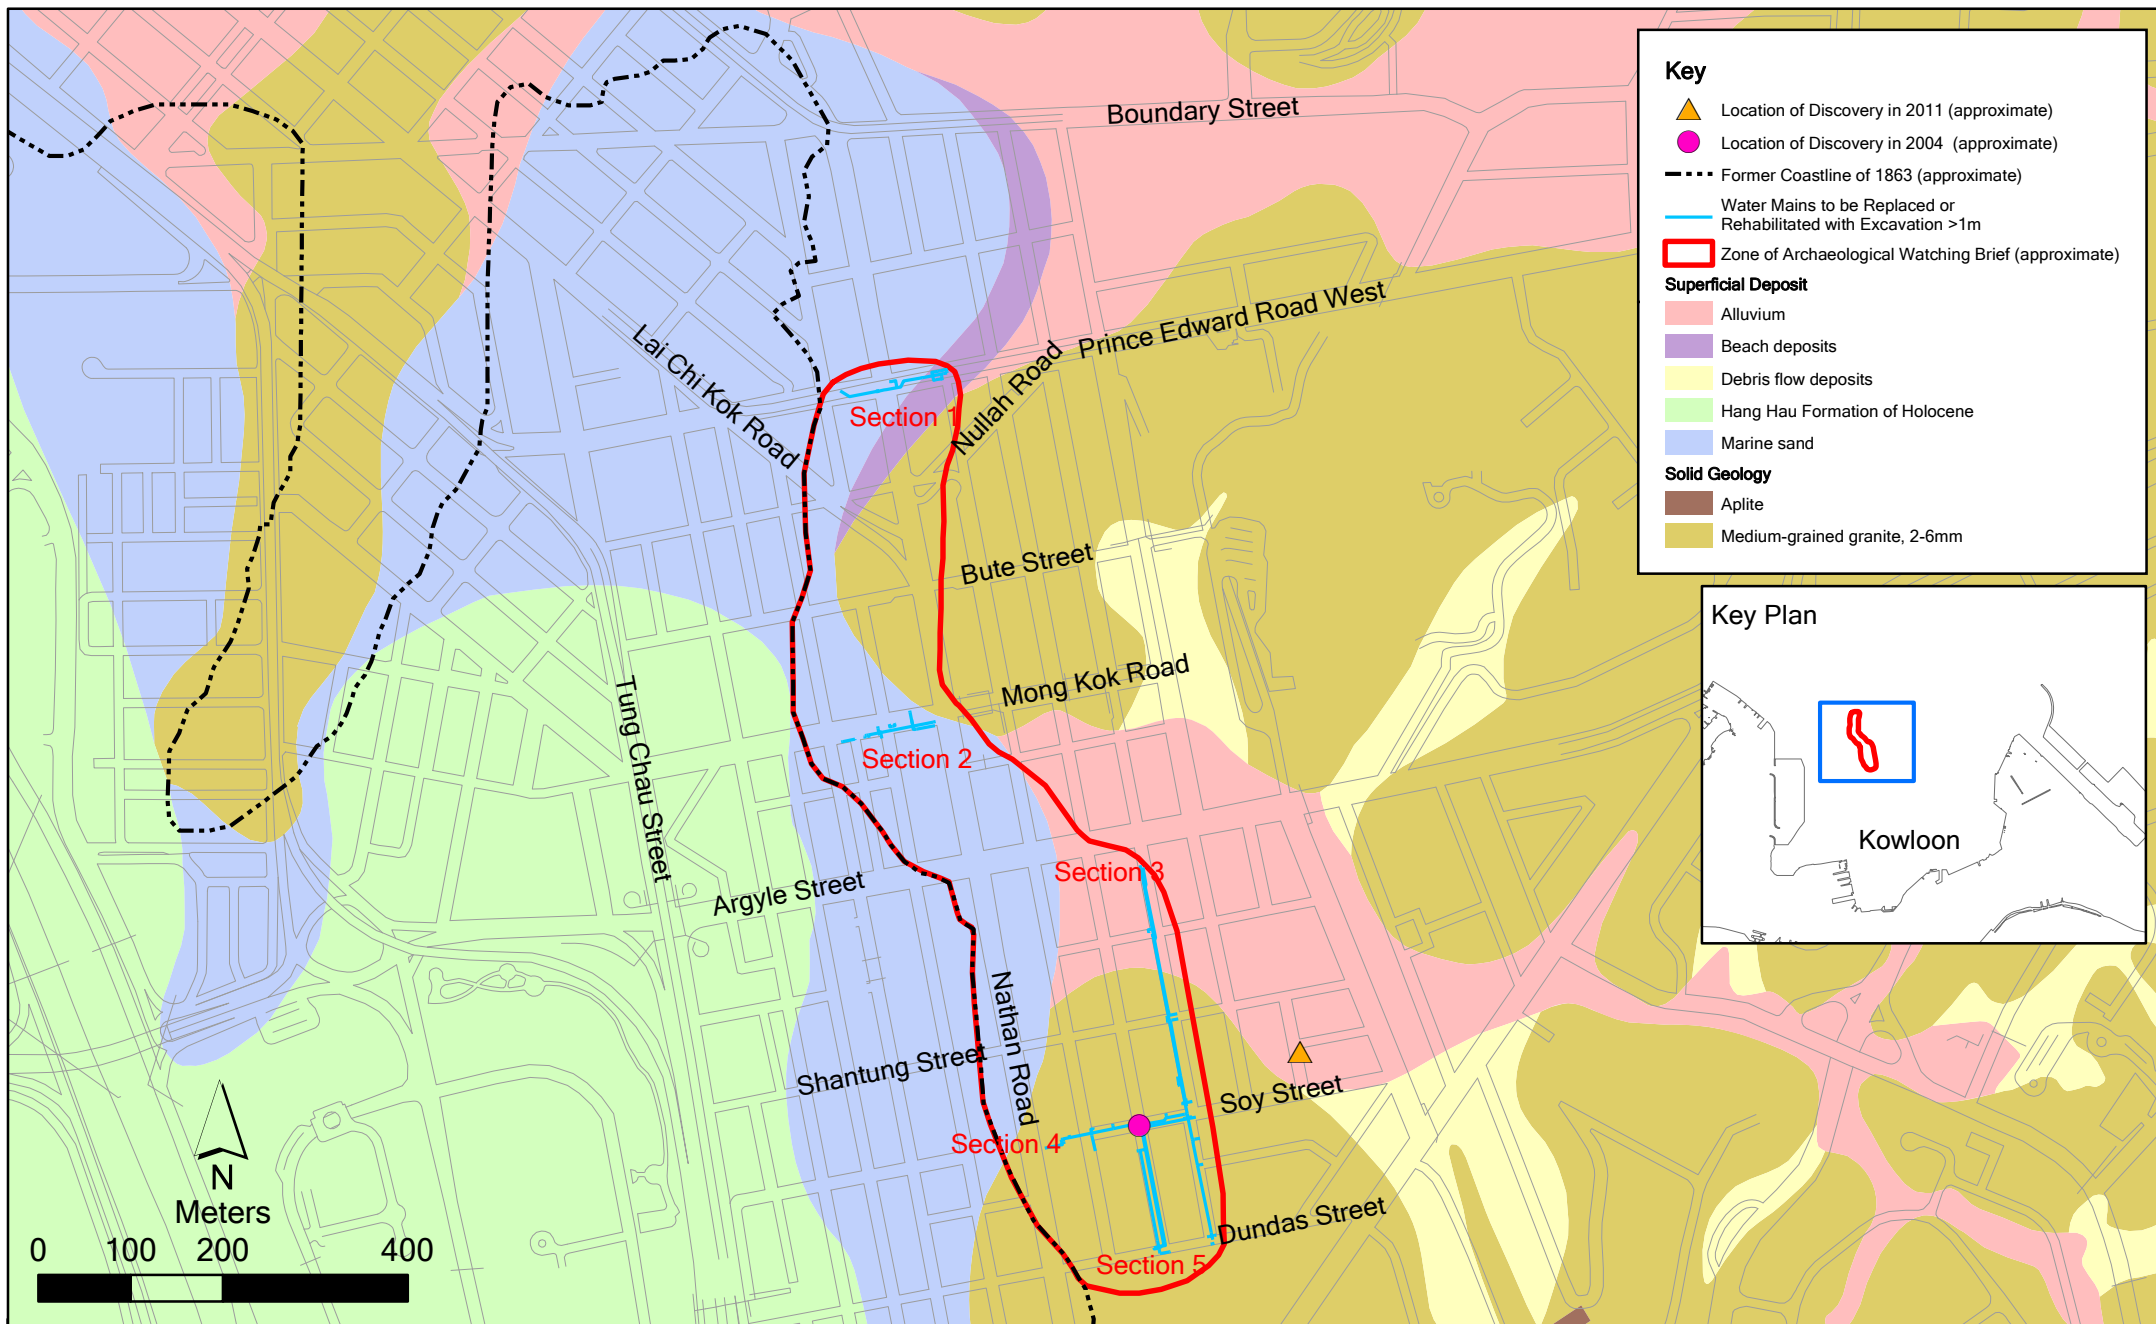 Boundary Street
Prince Edward Road West
Nullah Road
Lai Chi Kok Road
Section 1
Bute Street
Mong Kok Road
Section 2
Tung Chau Street
Argyle Street
Section 3
Nathan Road
Shantung Street
Soy Street
Section 4
Dundas Street
Section 5
N
Meters
0 100 200 400
Key
Location of Discovery in 2011 (approximate)
Location of Discovery in 2004 (approximate)
Former Coastline of 1863 (approximate)
Water Mains to be Replaced or
Rehabilitated with Excavation >1m
Zone of Archaeological Watching Brief (approximate)
Superficial Deposit
Alluvium
Beach deposits
Debris flow deposits
Hang Hau Formation of Holocene
Marine sand
Solid Geology
Aplite
Medium-grained granite, 2-6mm
Key Plan
Kowloon